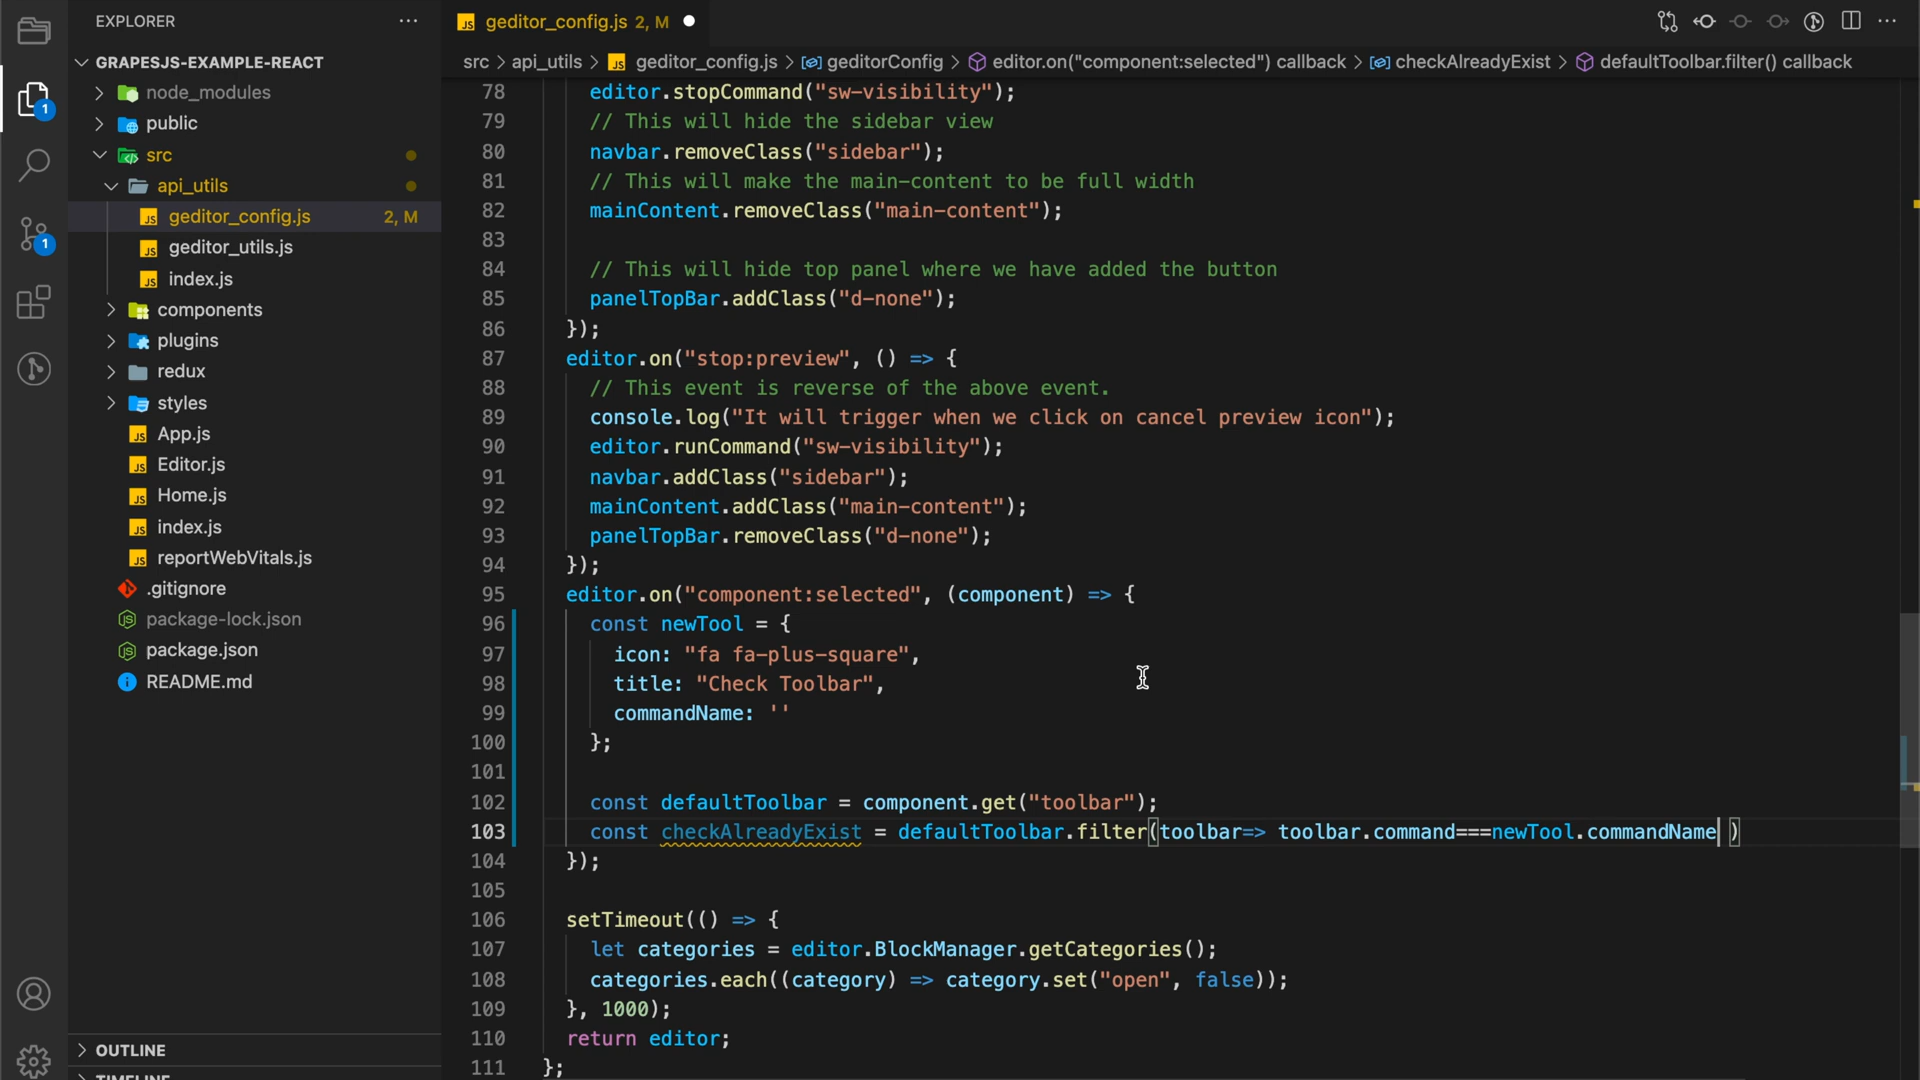 EXPLORER
GRAPESJS-EXAMPLE-REACT
node_modules
public
src
api_utils
geditor_config.js 2, M
geditor_utils.js
index.js
components
plugins
redux
styles
App.js
Editor.js
Home.js
index.js
reportWebVitals.js
.gitignore
package-lock.json
package.json
README.md
OUTLINE
TIMELINE
1
1
geditor_config.js 2, M
src > api_utils > geditor_config.js > geditorConfig > editor.on("component:selected") callback > checkAlreadyExist > defaultToolbar.filter() callback
78 editor.stopCommand("sw-visibility");
79 // This will hide the sidebar view
80 navbar.removeClass("sidebar");
81 // This will make the main-content to be full width
82 mainContent.removeClass("main-content");
83
84 // This will hide top panel where we have added the button
85 panelTopBar.addClass("d-none");
86 });
87 editor.on("stop:preview", () => {
88 // This event is reverse of the above event.
89 console.log("It will trigger when we click on cancel preview icon");
90 editor.runCommand("sw-visibility");
91 navbar.addClass("sidebar");
92 mainContent.addClass("main-content");
93 panelTopBar.removeClass("d-none");
94 });
95 editor.on("component:selected", (component) => {
96 const newTool = {
97 icon: "fa fa-plus-square",
98 title: "Check Toolbar",
99 commandName: ''
100 };
101
102 const defaultToolbar = component.get("toolbar");
103 const checkAlreadyExist = defaultToolbar.filter(toolbar=> toolbar.command===newTool.commandName )
104 });
105
106 setTimeout(() => {
107 let categories = editor.BlockManager.getCategories();
108 categories.each((category) => category.set("open", false));
109 }, 1000);
110 return editor;
111 };